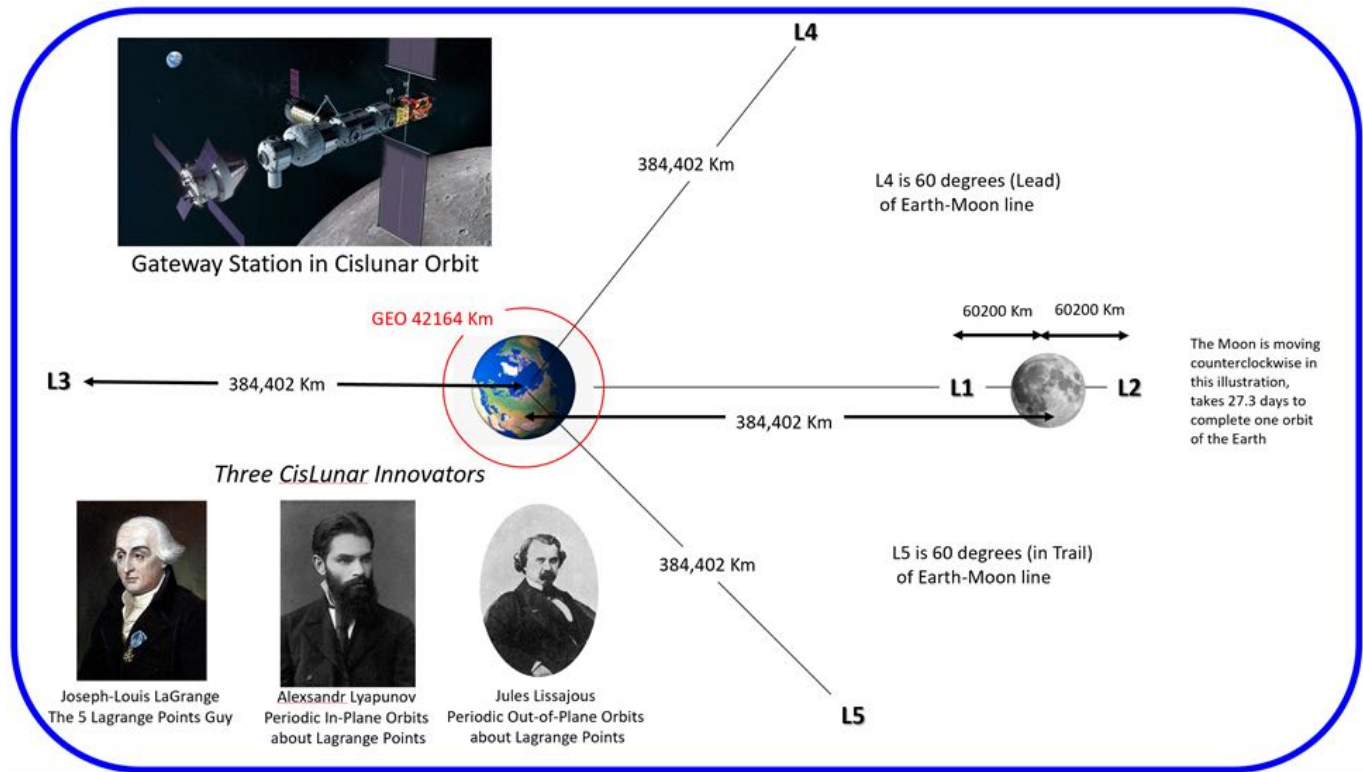 L4
384,402 Km
L4 is 60 degrees (Lead)
of Earth-Moon line
Gateway Station in Cislunar Orbit
GEO 42164 Km
60200 Km
60200 Km
L3
384,402 Km
L1
L2
384,402 Km
The Moon is moving
counterclockwise in
this illustration,
takes 27.3 days to
complete one orbit
of the Earth
Three CisLunar Innovators
384,402 Km
L5 is 60 degrees (in Trail)
of Earth-Moon line
L5
Joseph-Louis LaGrange
The 5 Lagrange Points Guy
Alexsandr Lyapunov
Periodic In-Plane Orbits
about Lagrange Points
Jules Lissajous
Periodic Out-of-Plane Orbits
about Lagrange Points